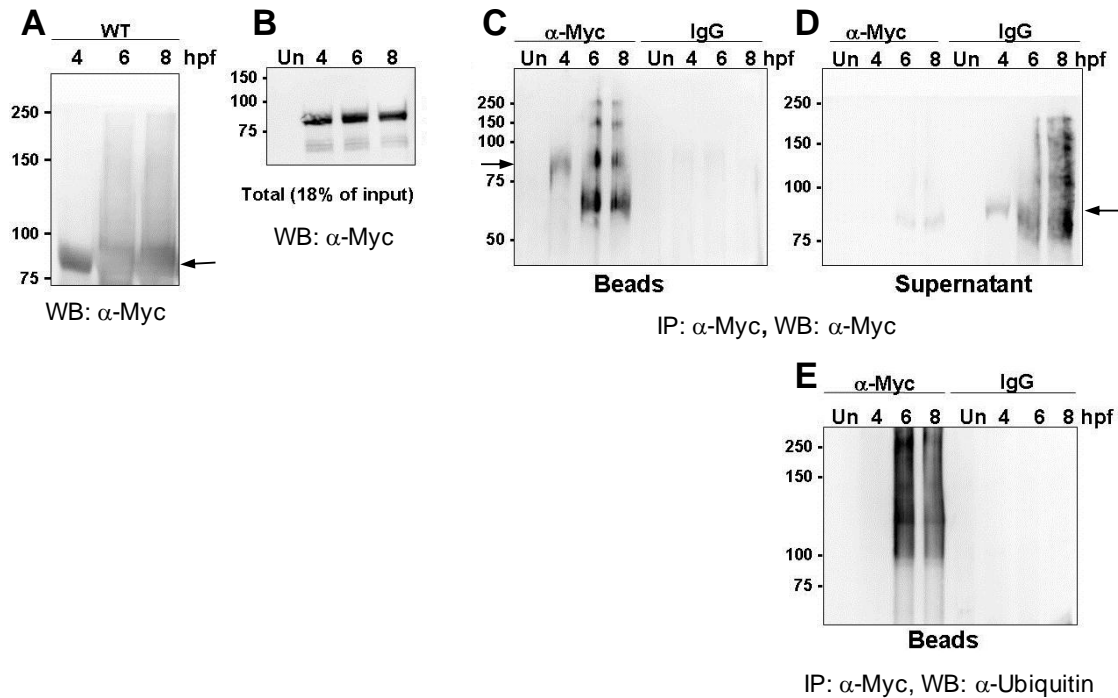 A
WT
4 6 8 hpf
250 -
150 -
100 -
75 -
WB: α-Myc
B
Un 4 6 8 hpf
150 -
100 -
75 -
Total (18% of input)
WB: α-Myc
C
α-Myc IgG
Un 4 6 8 Un 4 6 8
250 -
150 -
100 -
75 -
50 -
Beads
D
α-Myc IgG
Un 4 6 8 Un 4 6 8 hpf
250 -
150 -
100 -
75 -
Supernatant
IP: α-Myc, WB: α-Myc
E
α-Myc IgG
Un 4 6 8 Un 4 6 8 hpf
250 -
150 -
100 -
75 -
Beads
IP: α-Myc, WB: α-Ubiquitin